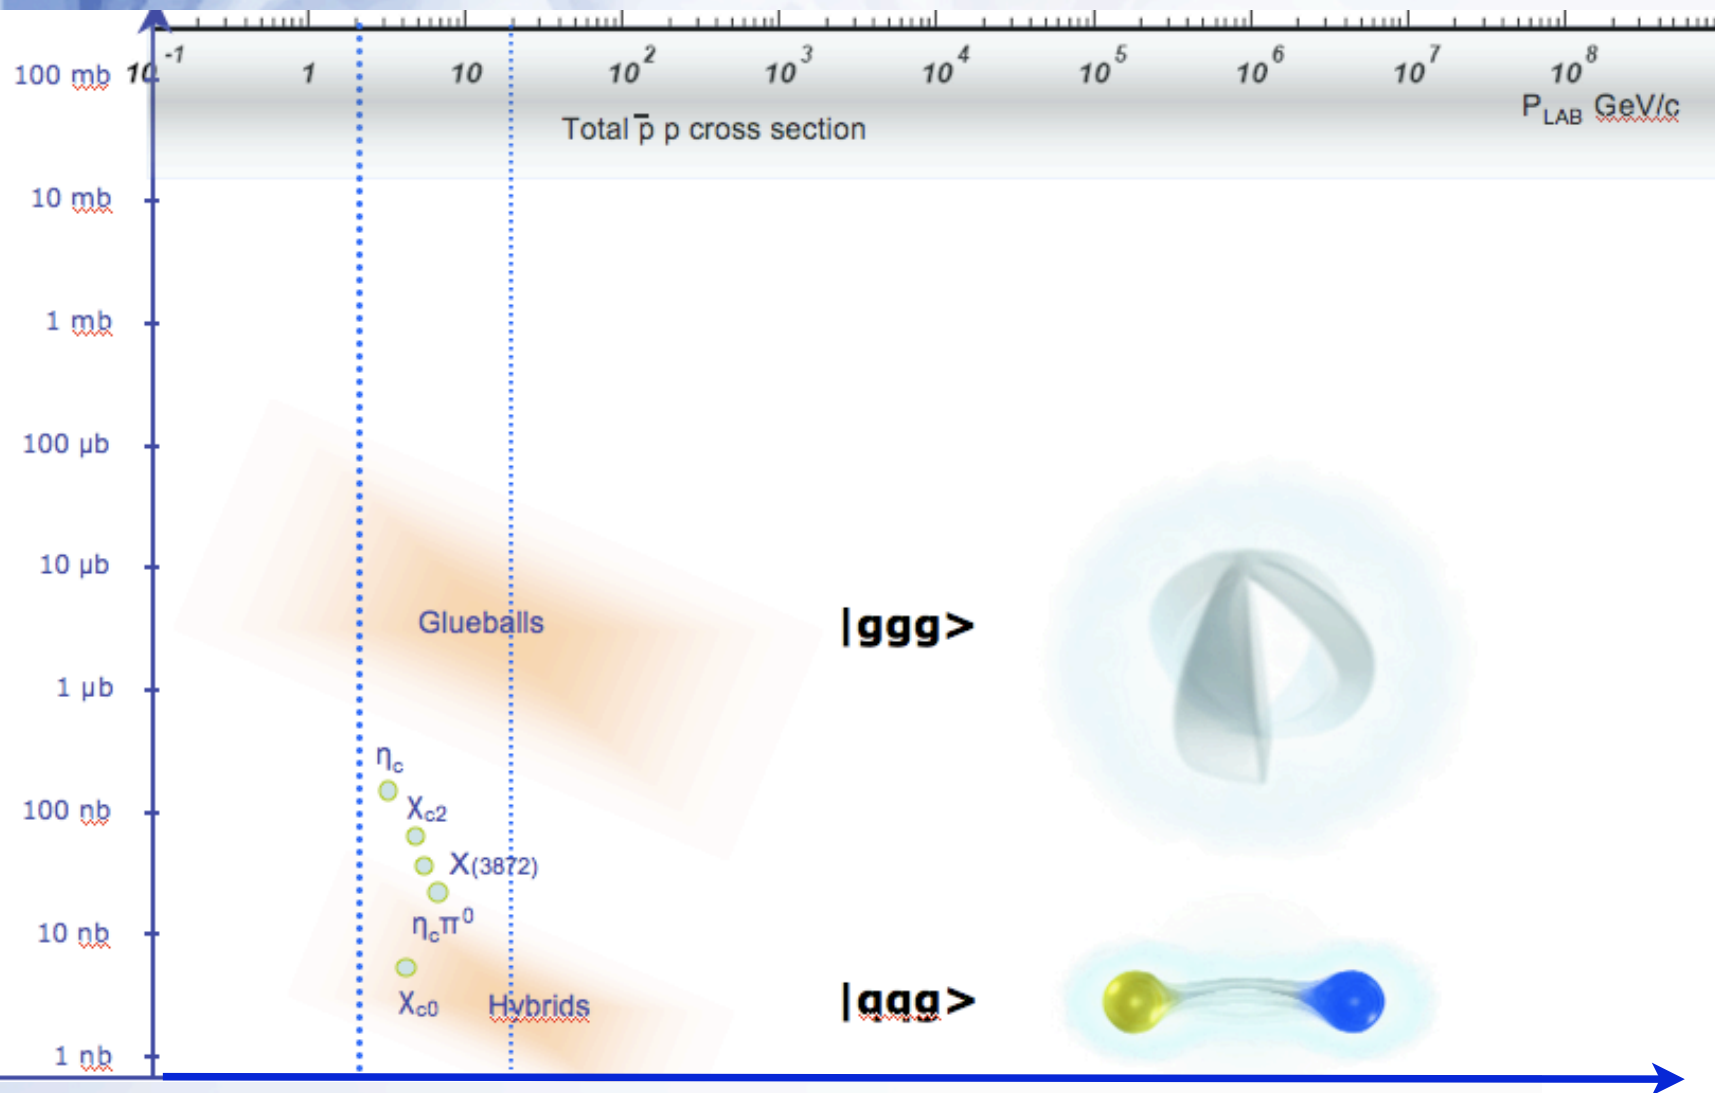 10⁻¹ 1 10 10² 10³ 10⁴ 10⁵ 10⁶ 10⁷ 10⁸
100 mb
P_LAB GeV/c
Total p̄ p cross section
10 mb
1 mb
100 µb
10 µb
Glueballs
|ggg>
1 µb
η_c
100 nb
χ_c2
X(3872)
η_cπ⁰
10 nb
χ_c0
Hybrids
|qqg>
1 nb